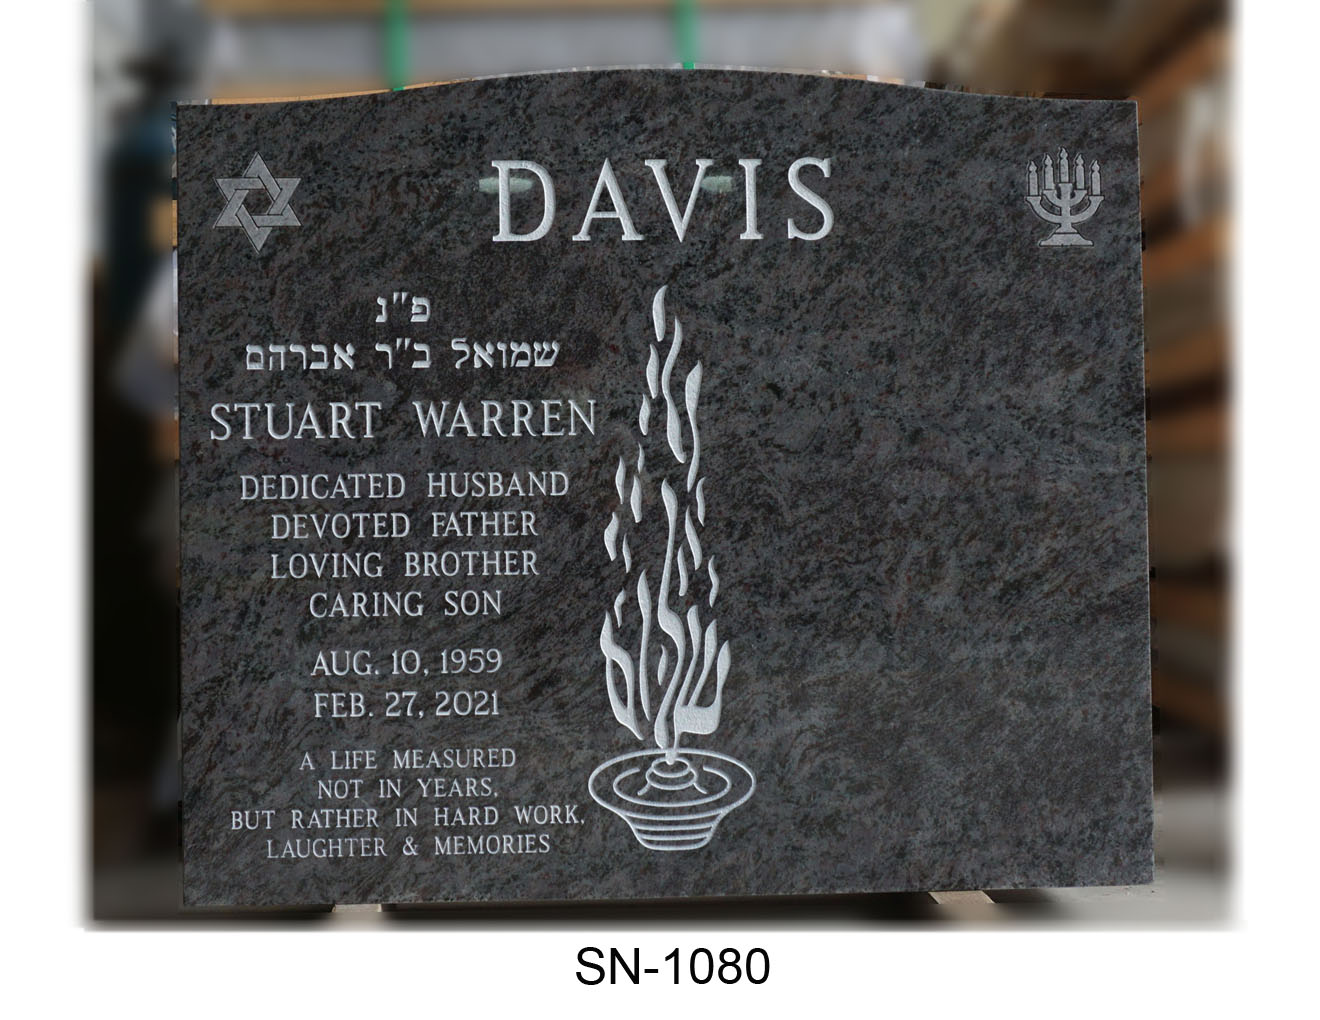 DAVIS
פ"נ
שמואל ב"ר אברהם
STUART WARREN
DEDICATED HUSBAND
DEVOTED FATHER
LOVING BROTHER
CARING SON
AUG. 10, 1959
FEB. 27, 2021
A LIFE MEASURED
NOT IN YEARS,
BUT RATHER IN HARD WORK,
LAUGHTER & MEMORIES
SN-1080